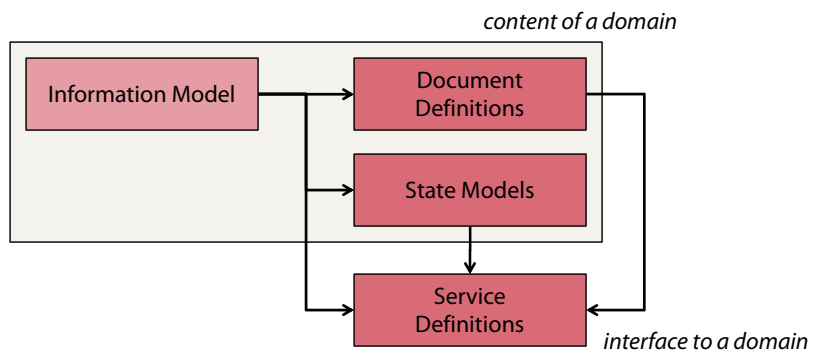 content of a domain
Information Model
Document
Definitions
State Models
Service
Definitions
interface to a domain